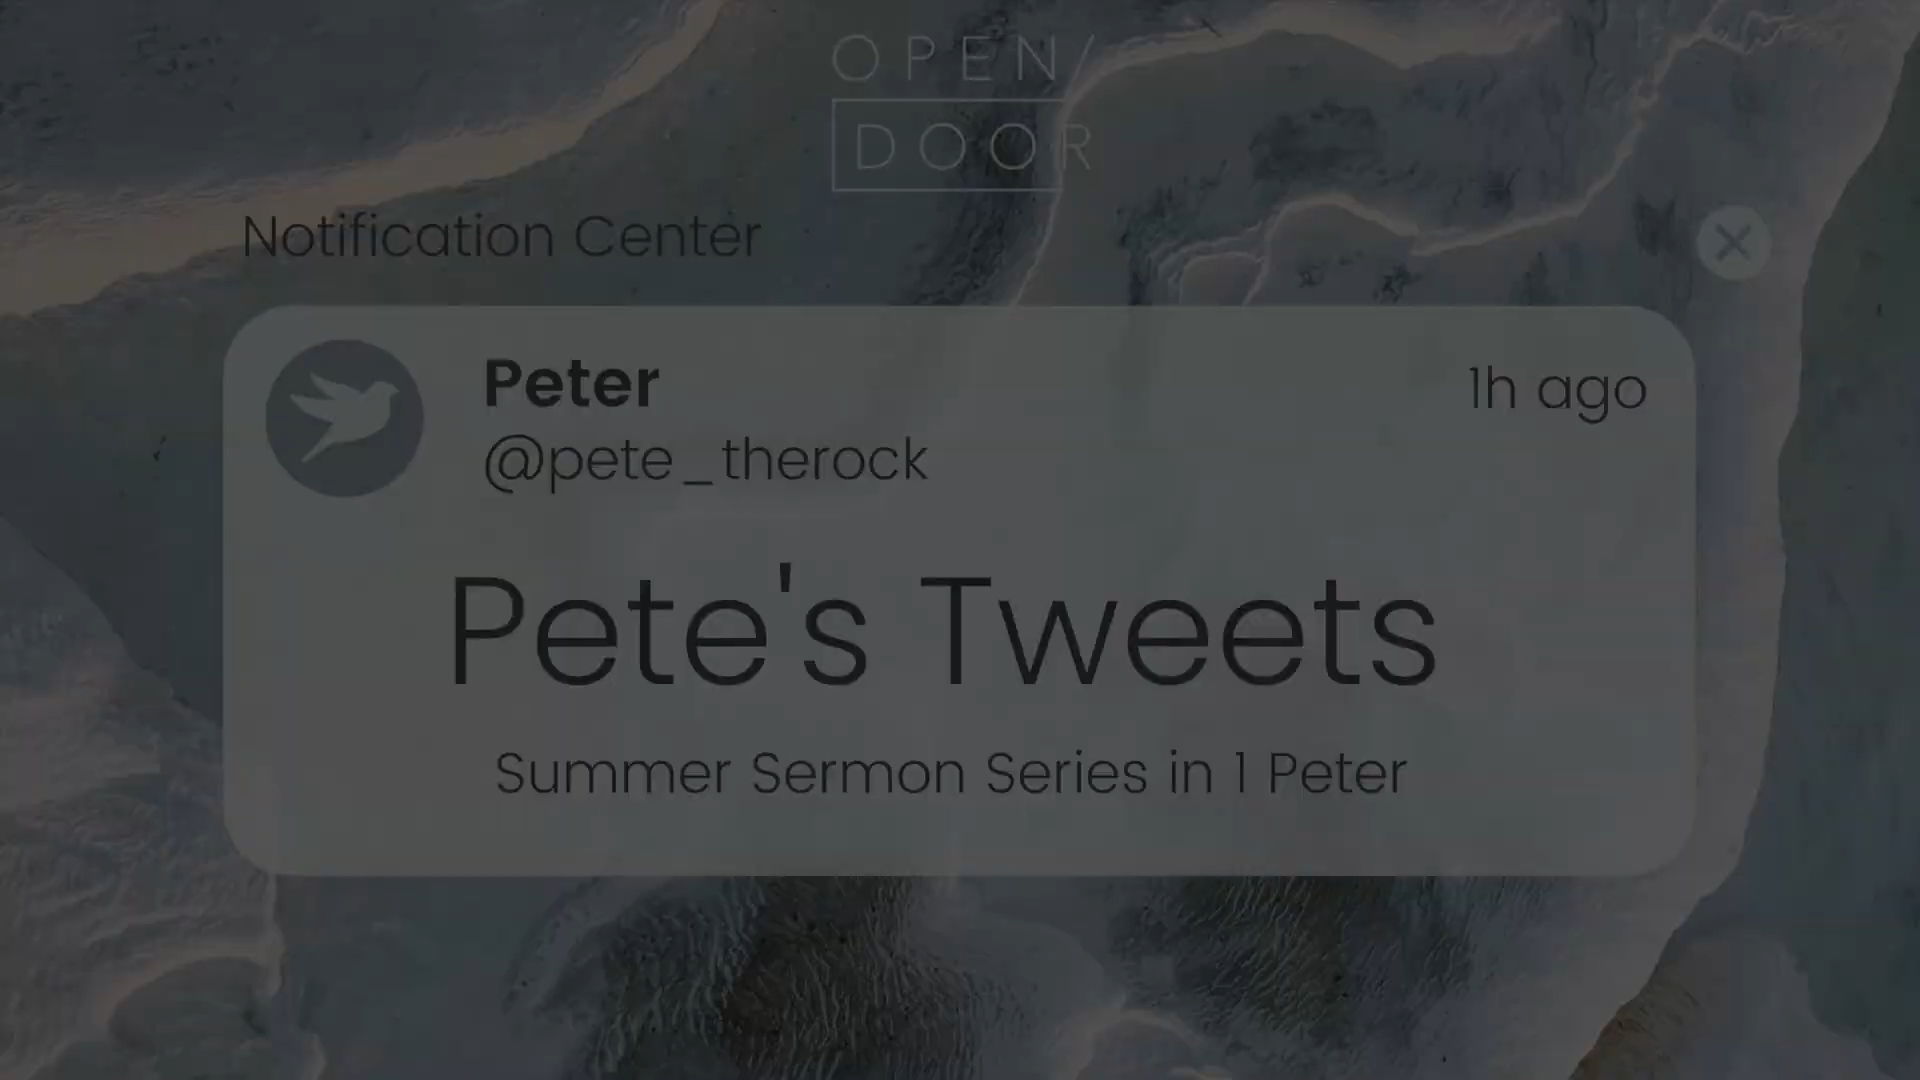 OPEN/
DOOR
Notification Center
Peter
1h ago
@pete_therock
Pete's Tweets
Summer Sermon Series in 1 Peter